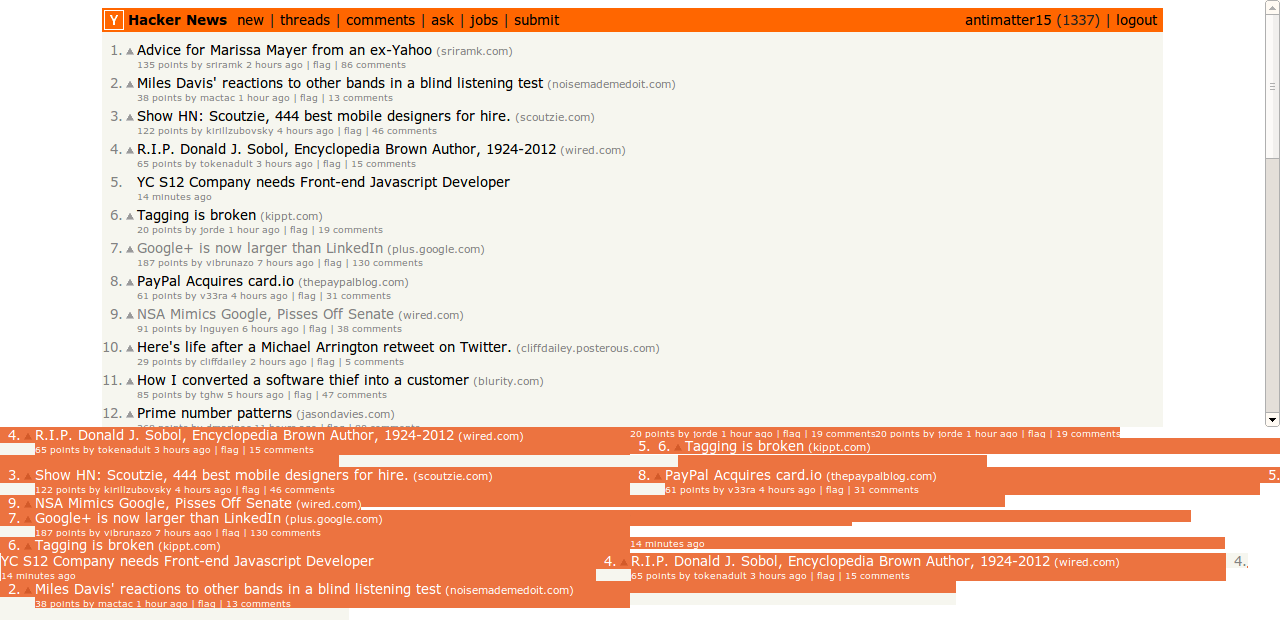 Y Hacker News new | threads | comments | ask | jobs | submit antimatter15 (1337) | logout
1. Advice for Marissa Mayer from an ex-Yahoo (sriramk.com)
135 points by sriramk 2 hours ago | flag | 86 comments
2. Miles Davis' reactions to other bands in a blind listening test (noisemademedoit.com)
38 points by mactac 1 hour ago | flag | 13 comments
3. Show HN: Scoutzie, 444 best mobile designers for hire. (scoutzie.com)
122 points by kirillzubovsky 4 hours ago | flag | 46 comments
4. R.I.P. Donald J. Sobol, Encyclopedia Brown Author, 1924-2012 (wired.com)
65 points by tokenadult 3 hours ago | flag | 15 comments
5. YC S12 Company needs Front-end Javascript Developer
14 minutes ago
6. Tagging is broken (kippt.com)
20 points by jorde 1 hour ago | flag | 19 comments
7. Google+ is now larger than LinkedIn (plus.google.com)
187 points by vibrunazo 7 hours ago | flag | 130 comments
8. PayPal Acquires card.io (thepaypalblog.com)
61 points by v33ra 4 hours ago | flag | 31 comments
9. NSA Mimics Google, Pisses Off Senate (wired.com)
91 points by lnguyen 6 hours ago | flag | 38 comments
10. Here's life after a Michael Arrington retweet on Twitter. (cliffdailey.posterous.com)
29 points by cliffdailey 2 hours ago | flag | 5 comments
11. How I converted a software thief into a customer (blurity.com)
85 points by tghw 5 hours ago | flag | 47 comments
12. Prime number patterns (jasondavies.com)
4. R.I.P. Donald J. Sobol, Encyclopedia Brown Author, 1924-2012 (wired.com)
65 points by tokenadult 3 hours ago | flag | 15 comments
20 points by jorde 1 hour ago | flag | 19 comments20 points by jorde 1 hour ago | flag | 19 comments
5. 6. Tagging is broken (kippt.com)
3. Show HN: Scoutzie, 444 best mobile designers for hire. (scoutzie.com)
122 points by kirillzubovsky 4 hours ago | flag | 46 comments
8. PayPal Acquires card.io (thepaypalblog.com) 5.
61 points by v33ra 4 hours ago | flag | 31 comments
9. NSA Mimics Google, Pisses Off Senate (wired.com)
7. Google+ is now larger than LinkedIn (plus.google.com)
187 points by vibrunazo 7 hours ago | flag | 130 comments
6. Tagging is broken (kippt.com)
14 minutes ago
YC S12 Company needs Front-end Javascript Developer
14 minutes ago
4. R.I.P. Donald J. Sobol, Encyclopedia Brown Author, 1924-2012 (wired.com) 4.
65 points by tokenadult 3 hours ago | flag | 15 comments
2. Miles Davis' reactions to other bands in a blind listening test (noisemademedoit.com)
38 points by mactac 1 hour ago | flag | 13 comments